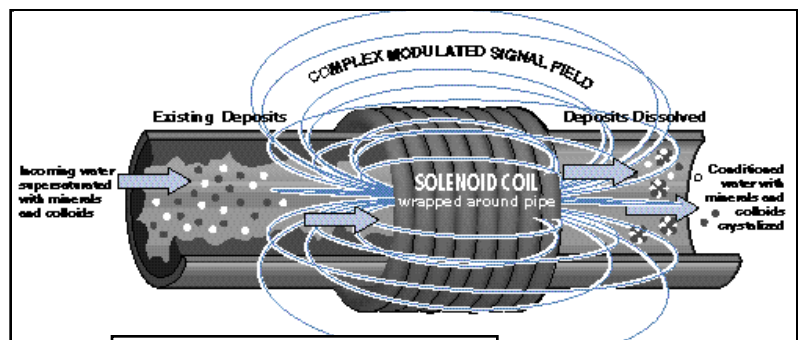 COMPLEX MODULATED SIGNAL FIELD
Existing Deposits
Deposits Dissolved
Incoming water
supersaturated
with minerals
and colloids
SOLENOID COIL
wrapped around pipe
Conditioned
water with
minerals and
colloids
crystalized